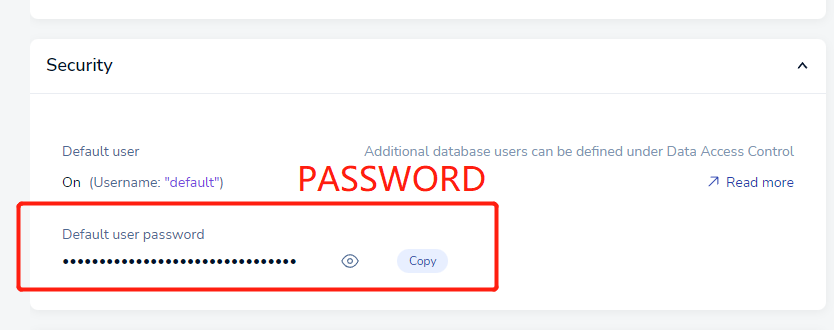 Security
Default user
Additional database users can be defined under Data Access Control
On (Username: "default")
PASSWORD
Read more
Default user password
••••••••••••••••••••••••••••••••
Copy